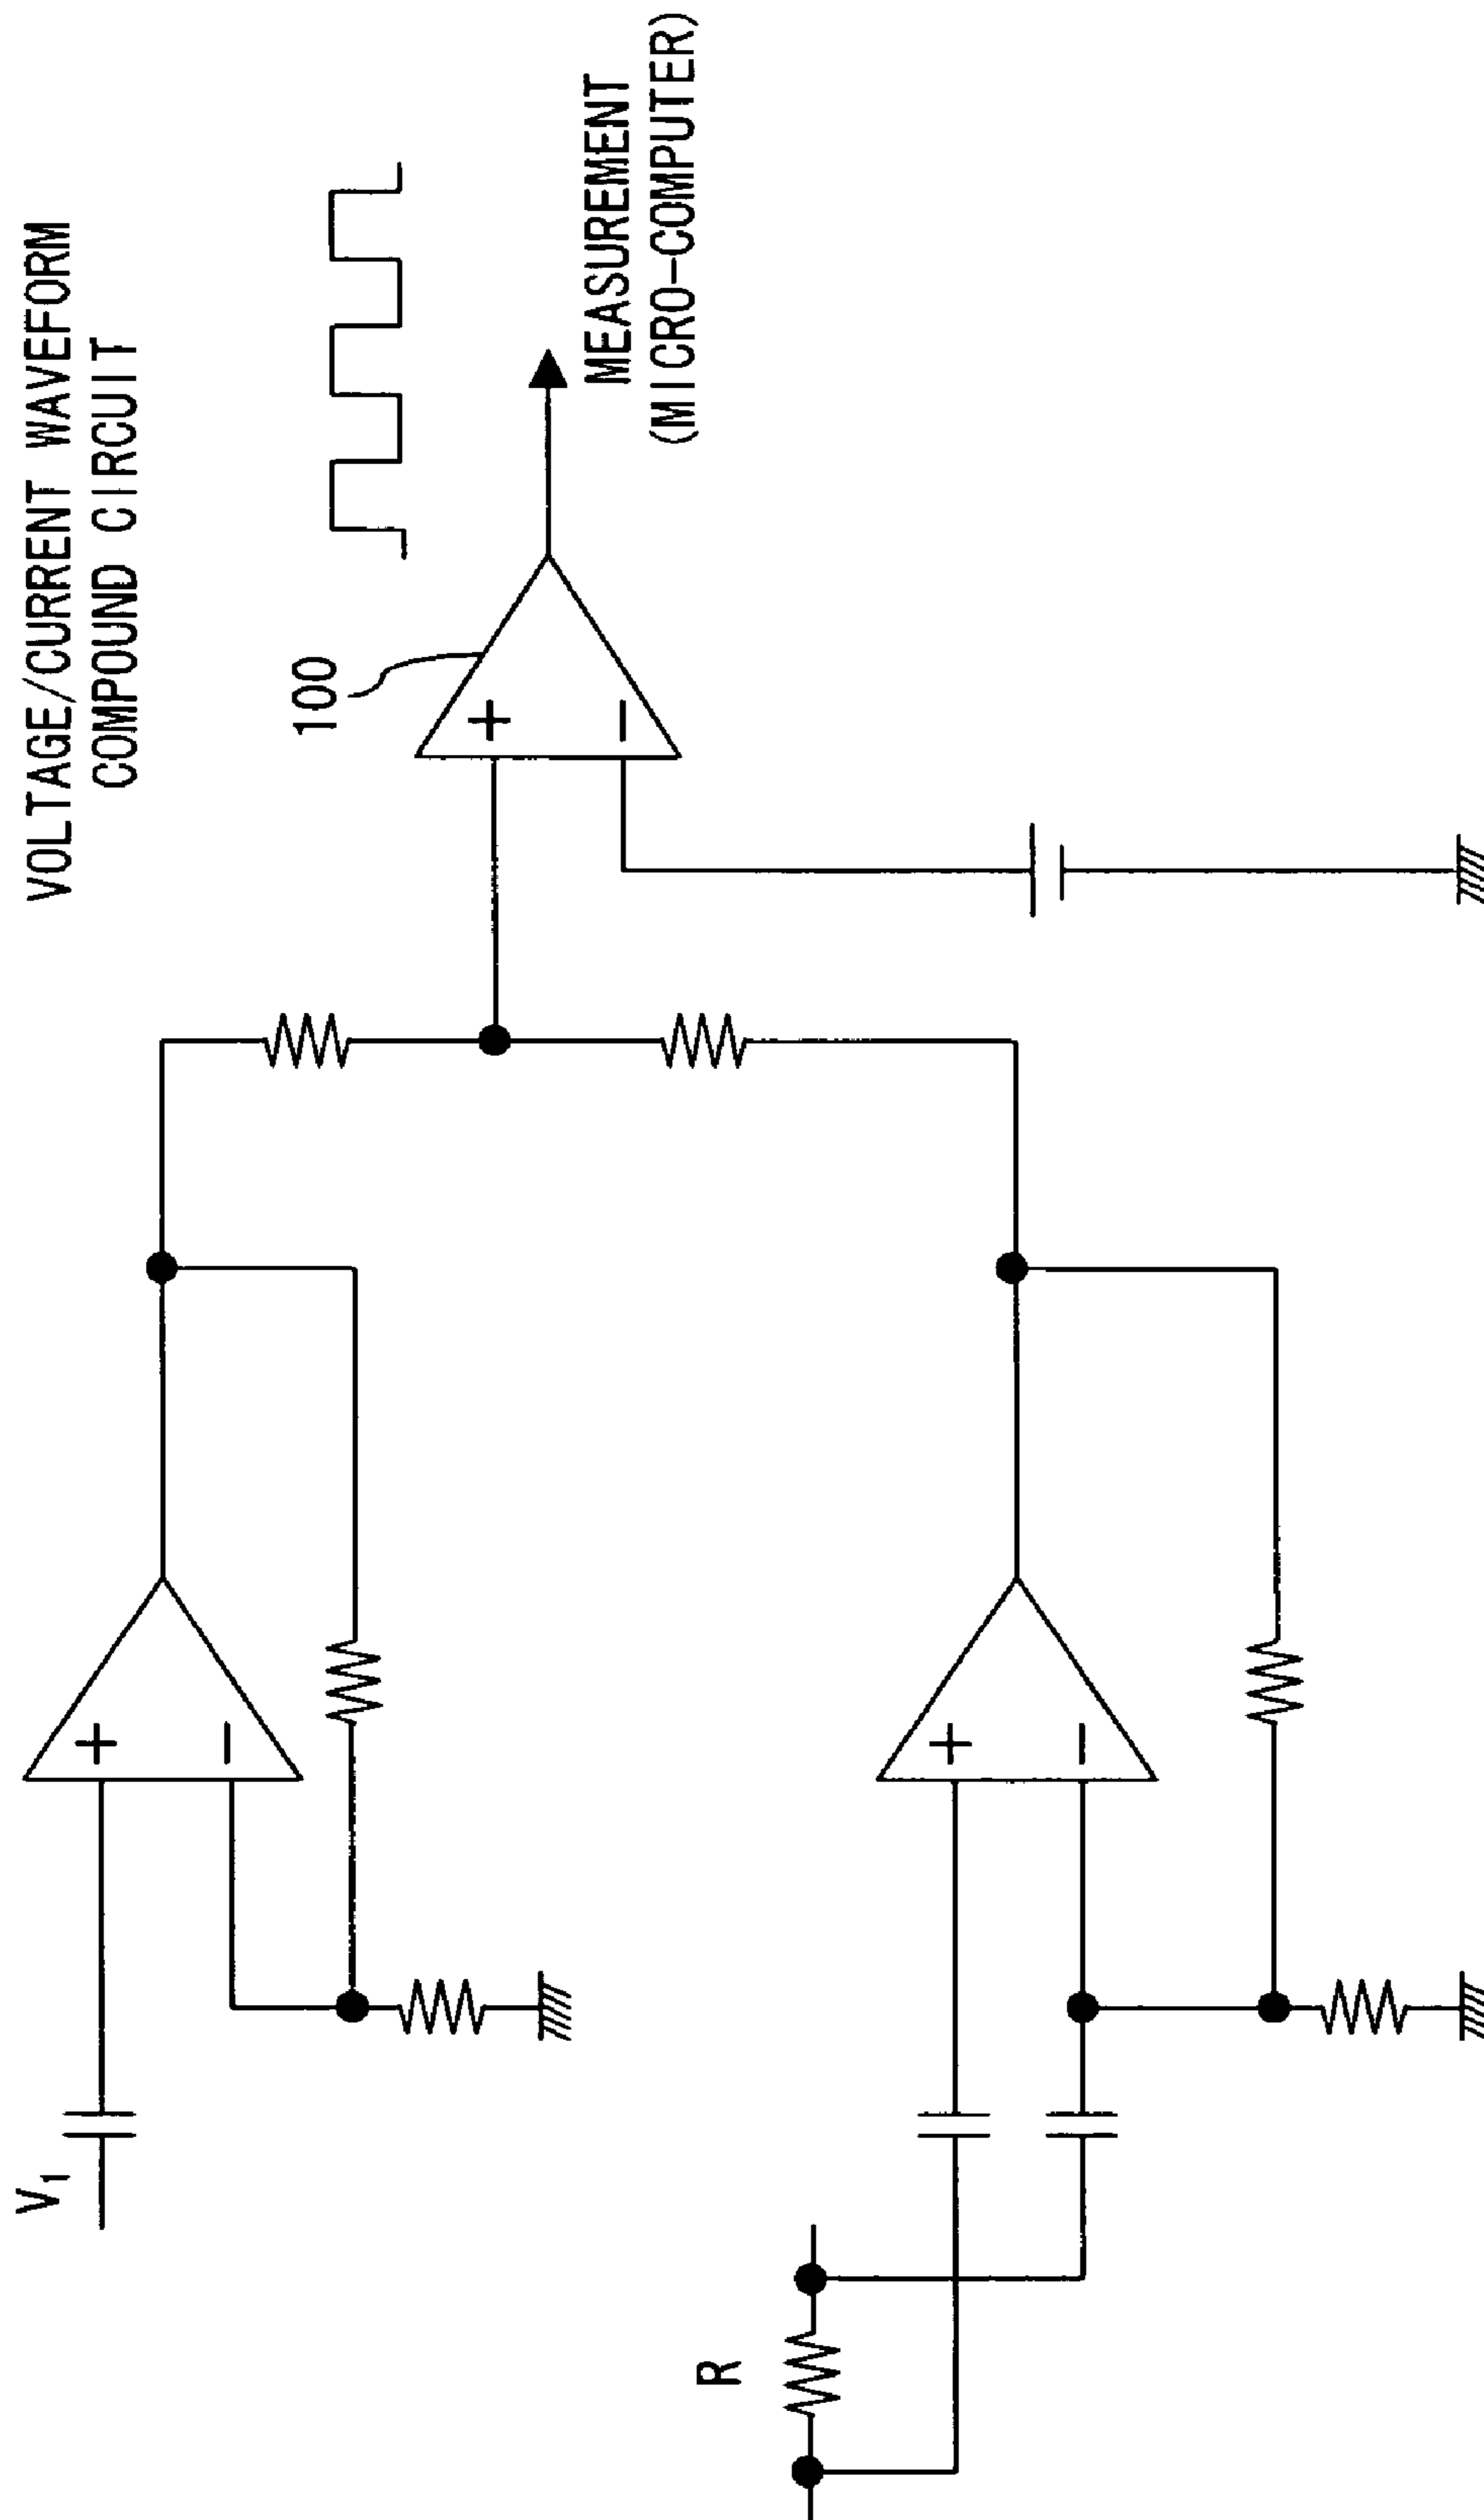 VOLTAGE/CURRENT WAVEFORM
COMPOUND CIRCUIT
100
MEASUREMENT
(MICRO-COMPUTER)
V1
R
+
−
+
−
+
−